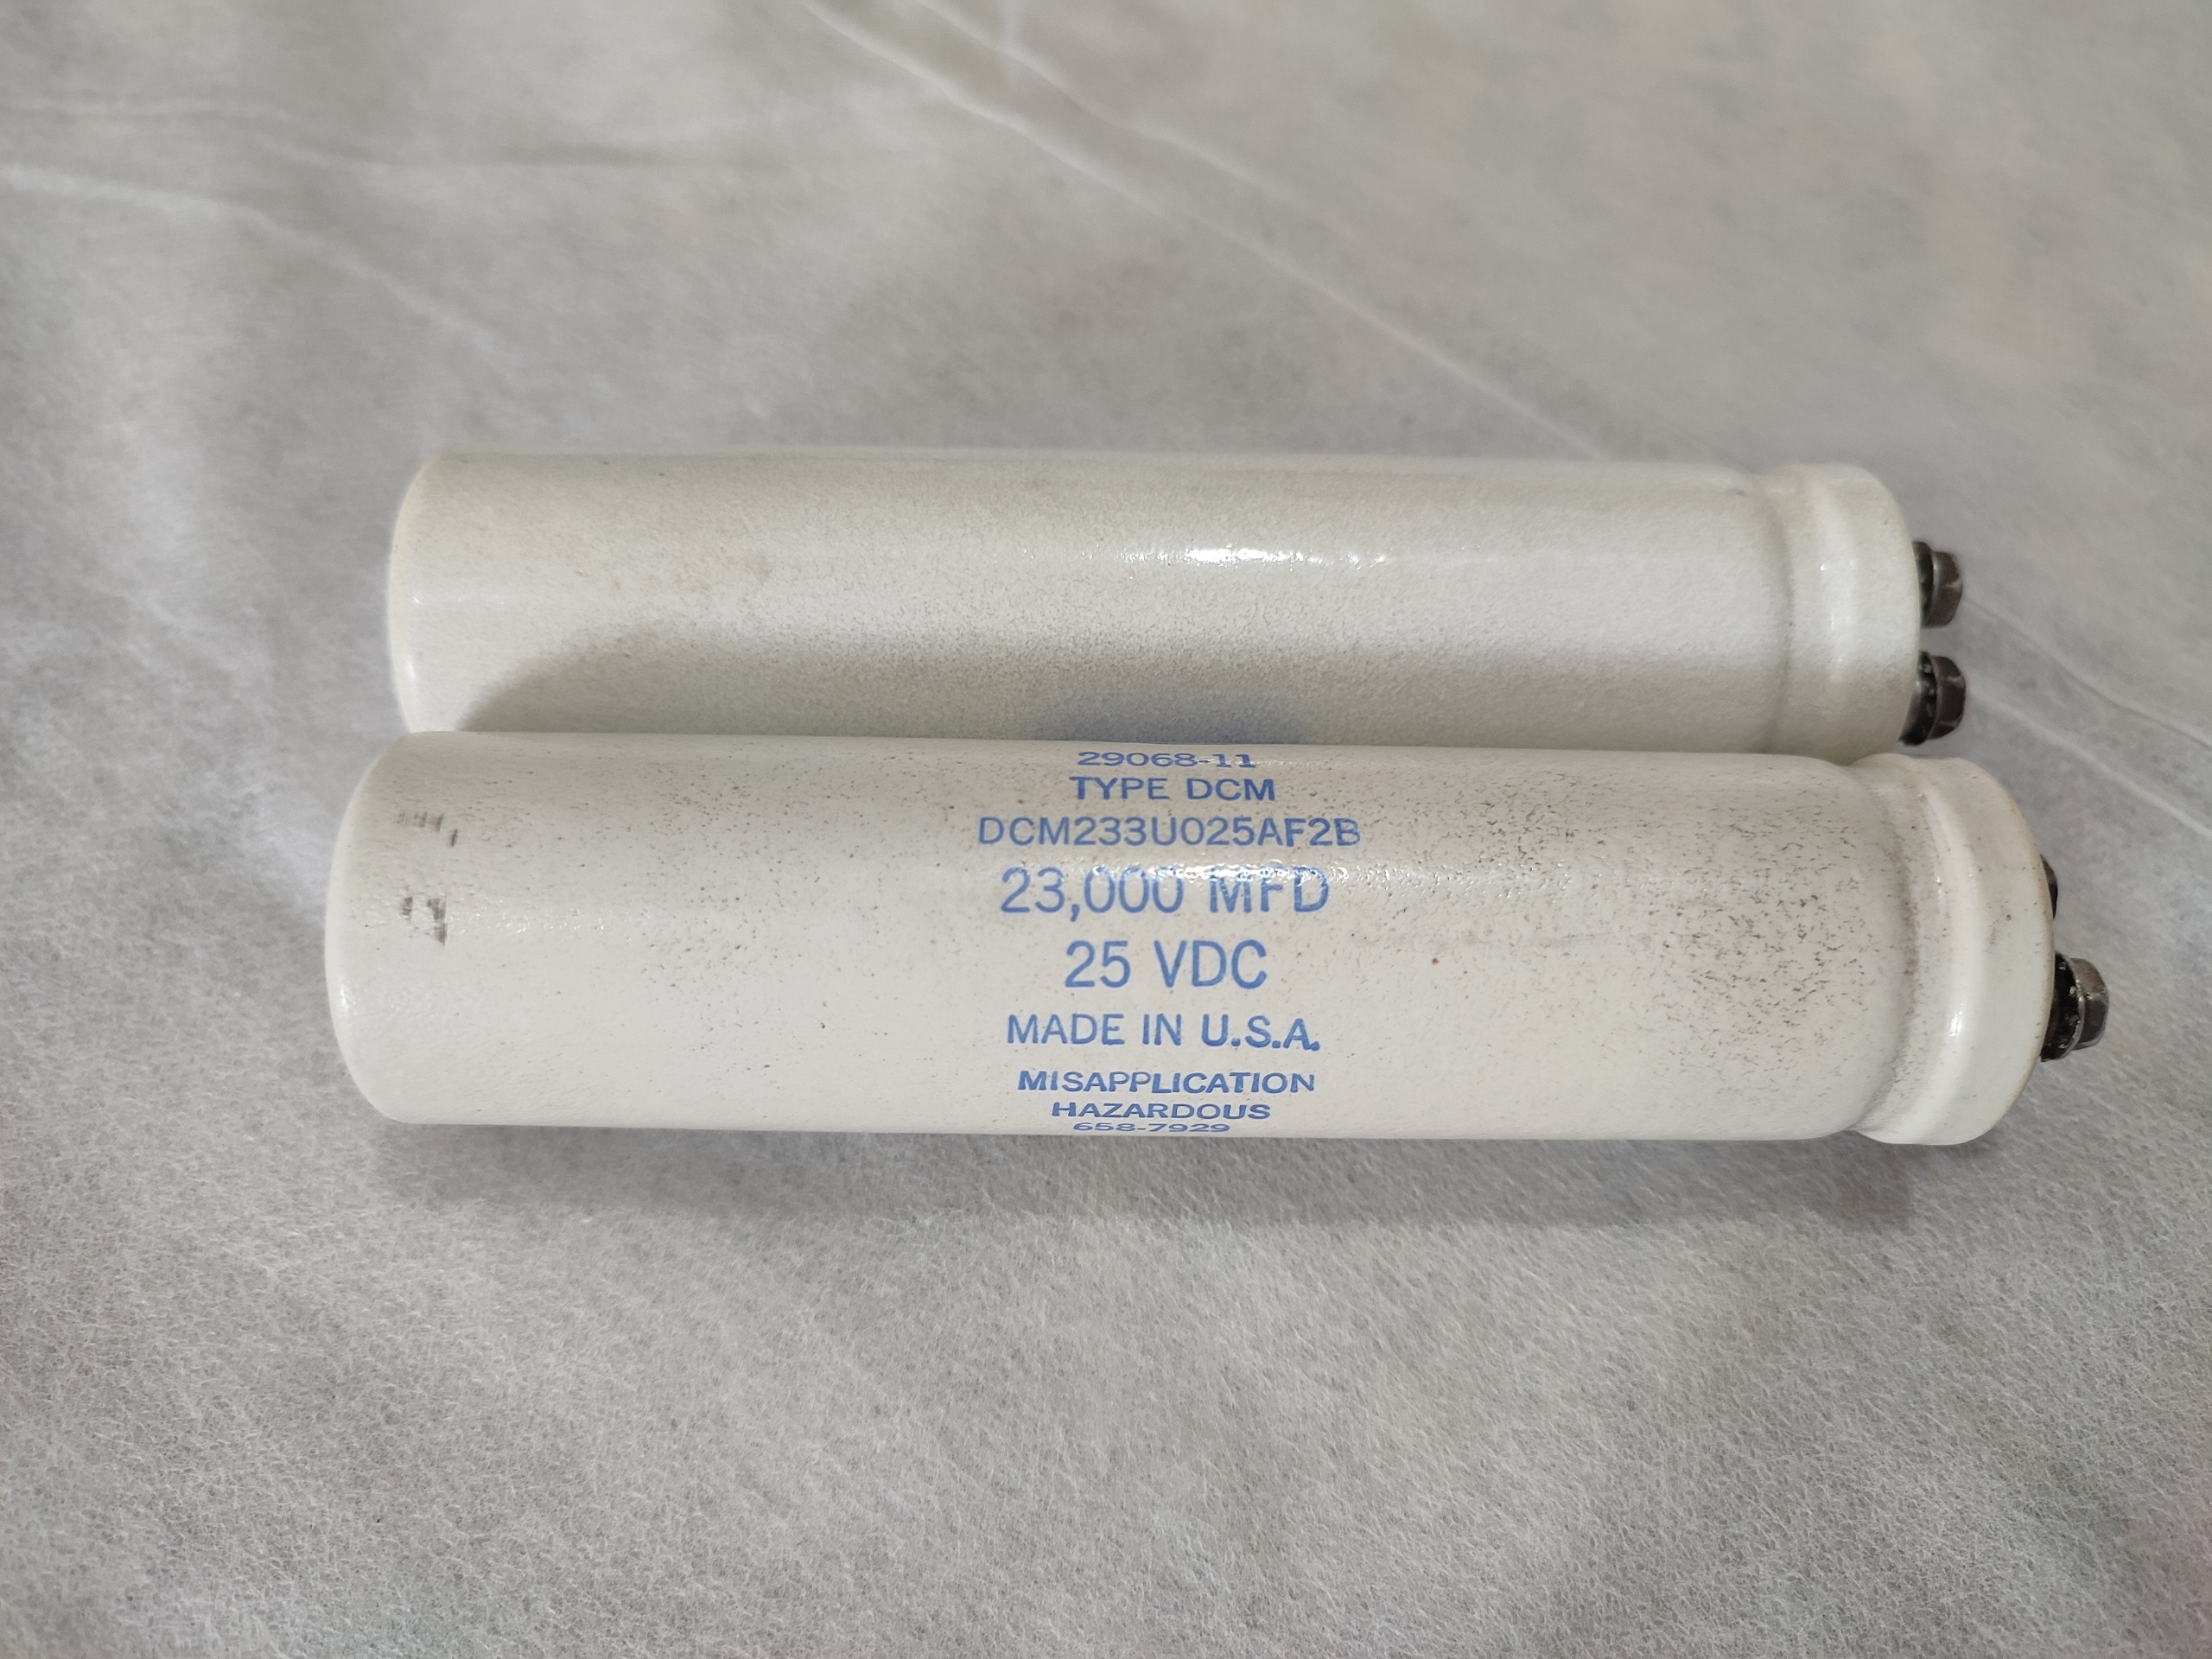 29068-11
TYPE DCM
DCM233U025AF2B
23,000 MFD
25 VDC
MADE IN U.S.A.
MISAPPLICATION
HAZARDOUS
658-7929